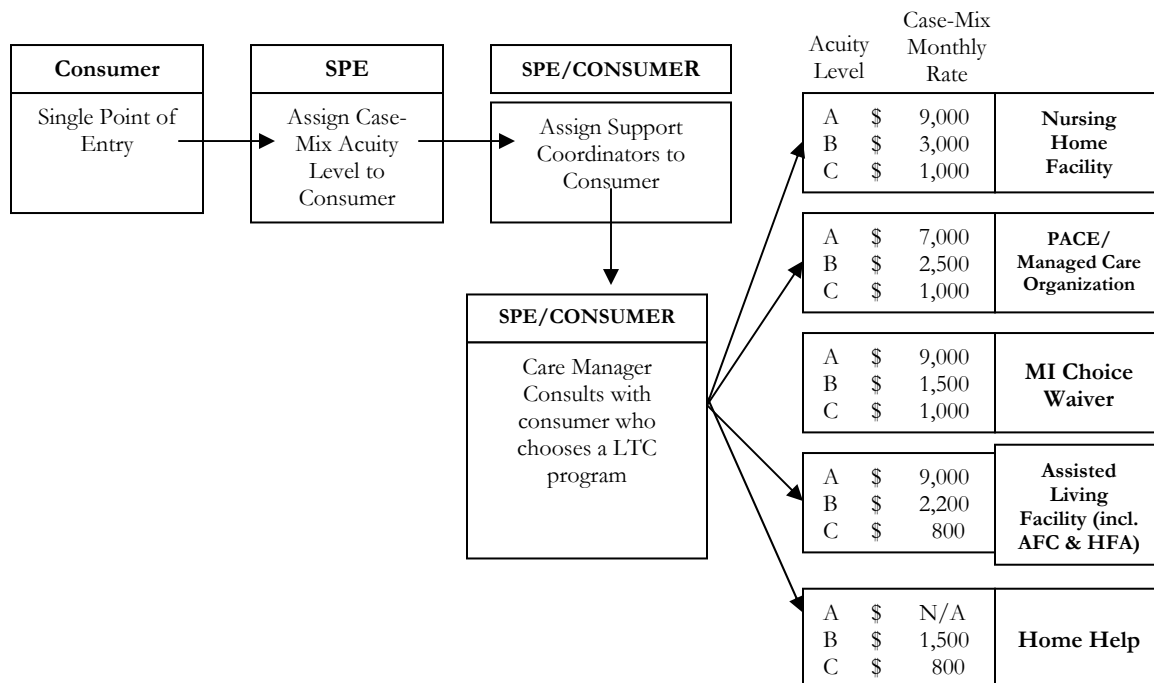 Consumer
Single Point of
Entry
SPE
Assign Case-
Mix Acuity
Level to
Consumer
SPE/CONSUMER
Assign Support
Coordinators to
Consumer
SPE/CONSUMER
Care Manager
Consults with
consumer who
chooses a LTC
program
Acuity
Level
Case-Mix
Monthly
Rate
A $ 9,000
B $ 3,000
C $ 1,000
Nursing
Home
Facility
A $ 7,000
B $ 2,500
C $ 1,000
PACE/
Managed Care
Organization
A $ 9,000
B $ 1,500
C $ 1,000
MI Choice
Waiver
A $ 9,000
B $ 2,200
C $ 800
Assisted
Living
Facility (incl.
AFC & HFA)
A $ N/A
B $ 1,500
C $ 800
Home Help